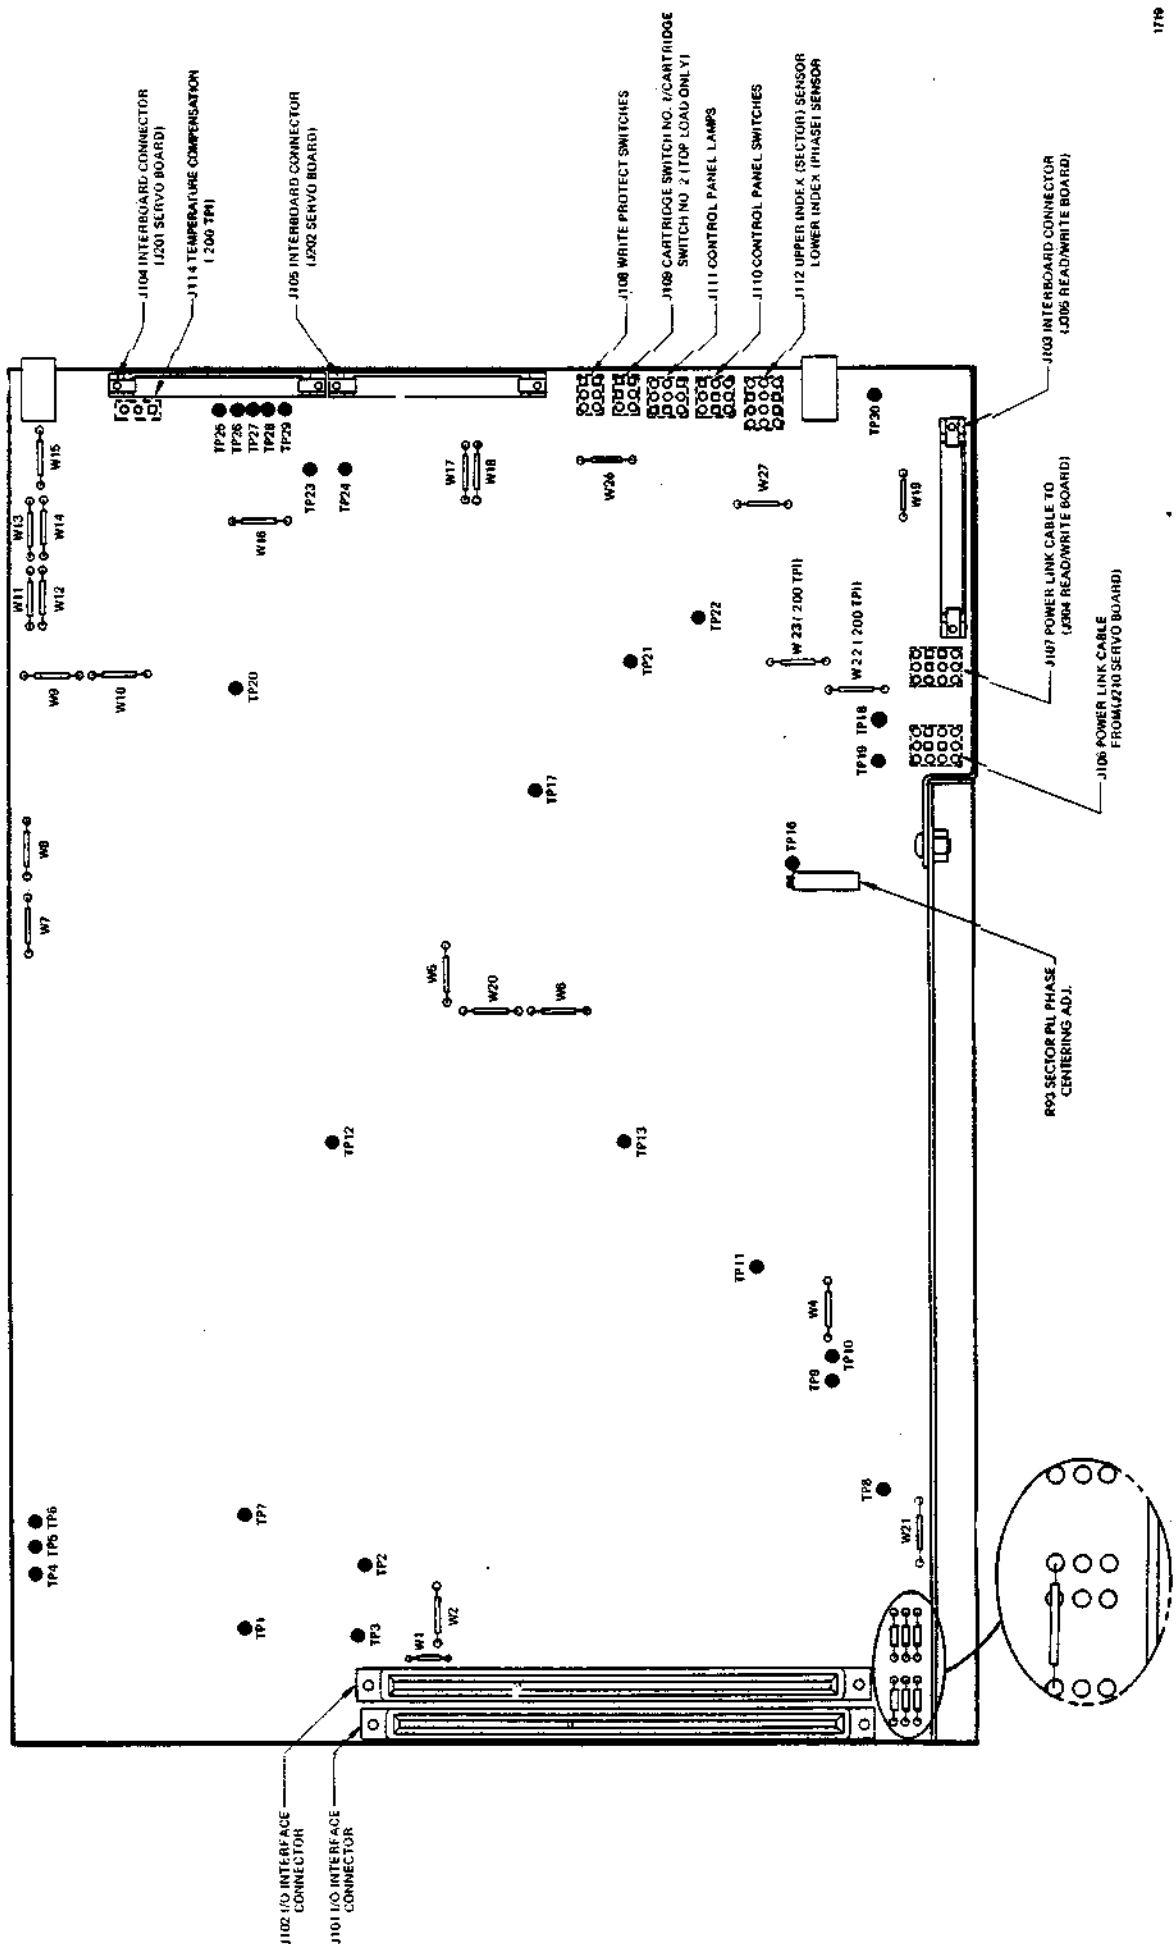 J104 INTERBOARD CONNECTOR
(J201 SERVO BOARD)
J114 TEMPERATURE COMPENSATION
(200 TPI)
J105 INTERBOARD CONNECTOR
(J202 SERVO BOARD)
J108 WRITE PROTECT SWITCHES
J109 CARTRIDGE SWITCH NO. 1/CARTRIDGE
SWITCH NO. 2 (TOP LOAD ONLY)
J111 CONTROL PANEL LAMPS
J110 CONTROL PANEL SWITCHES
J112 UPPER INDEX (SECTOR) SENSOR
LOWER INDEX (PHASE) SENSOR
J103 INTERBOARD CONNECTOR
(J305 READ/WRITE BOARD)
J107 POWER LINK CABLE TO
(J304 READ/WRITE BOARD)
J106 POWER LINK CABLE
FROM (J210 SERVO BOARD)
R93 SECTOR PLL PHASE
CENTERING ADJ.
J102 I/O INTERFACE
CONNECTOR
J101 I/O INTERFACE
CONNECTOR
W15
W13
W14
W11
W12
W9
W10
W8
W7
TP25
TP26
TP27
TP28
TP29
TP23
TP24
W16
W17
W18
W26
W27
W19
TP30
TP20
TP21
TP22
W23 (200 TPI)
W22 (200 TPI)
TP18
TP19
TP17
TP16
W20
W6
TP12
TP13
TP11
W4
TP10
TP9
TP8
W21
TP4 TP5 TP6
TP7
TP1
TP2
TP3
W2
W1
1719